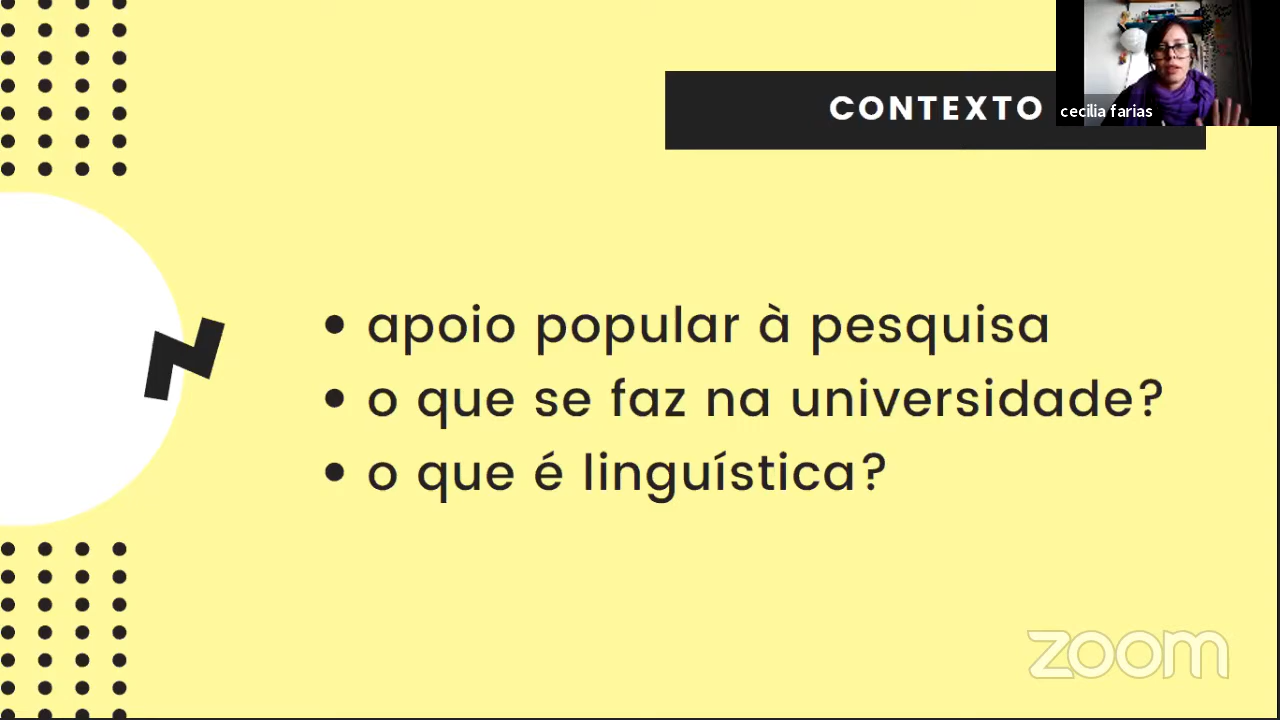 CONTEXTO
cecilia farias
• apoio popular à pesquisa
• o que se faz na universidade?
• o que é linguística?
zoom